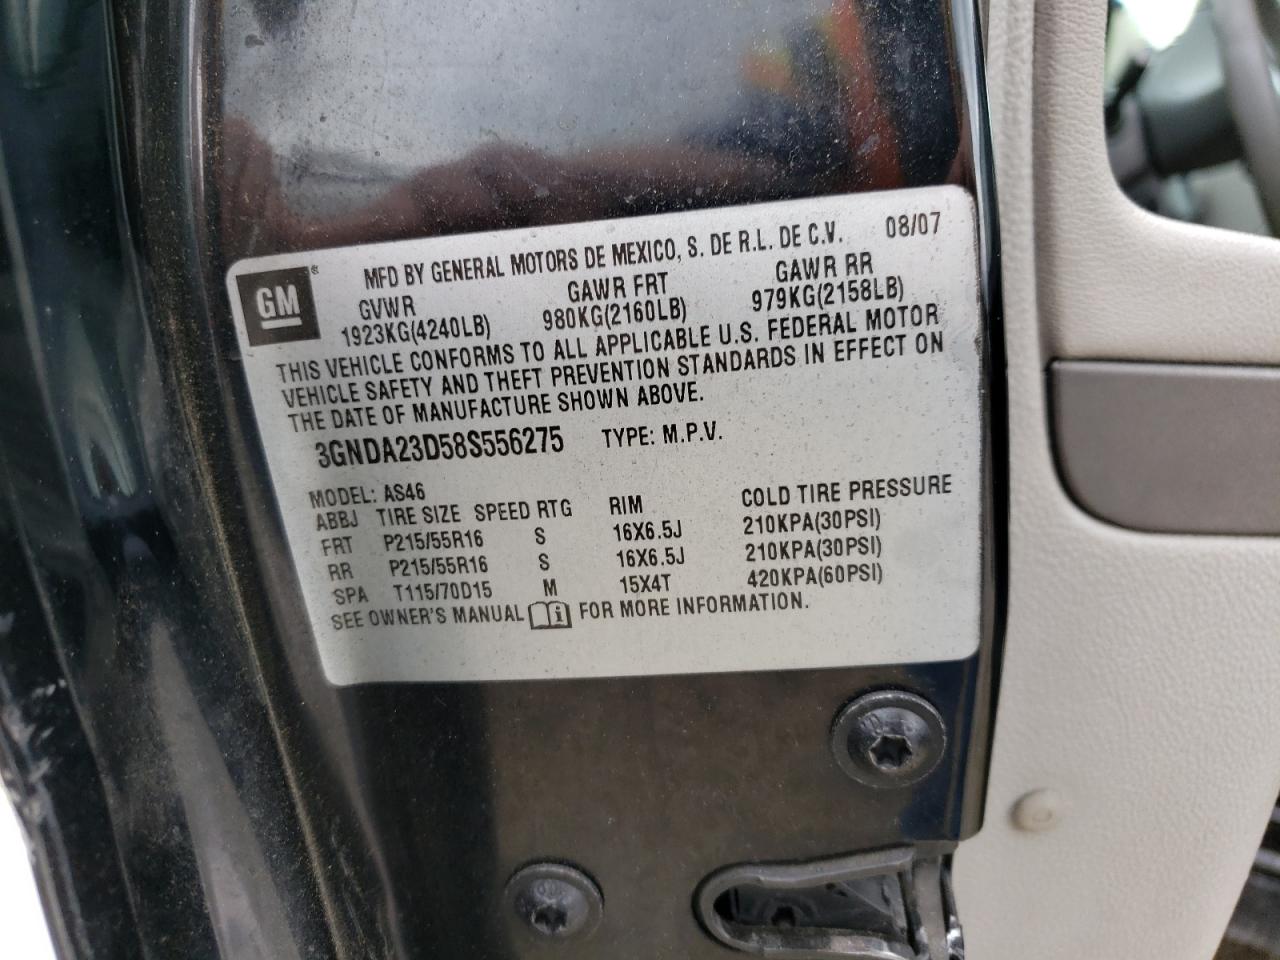 GM ®
MFD BY GENERAL MOTORS DE MEXICO, S. DE R.L. DE C.V. 08/07
GVWR GAWR FRT GAWR RR
1923KG(4240LB) 980KG(2160LB) 979KG(2158LB)
THIS VEHICLE CONFORMS TO ALL APPLICABLE U.S. FEDERAL MOTOR
VEHICLE SAFETY AND THEFT PREVENTION STANDARDS IN EFFECT ON
THE DATE OF MANUFACTURE SHOWN ABOVE.
3GNDA23D58S556275 TYPE: M.P.V.
MODEL: AS46
ABBJ TIRE SIZE SPEED RTG RIM COLD TIRE PRESSURE
FRT P215/55R16 S 16X6.5J 210KPA(30PSI)
RR P215/55R16 S 16X6.5J 210KPA(30PSI)
SPA T115/70D15 M 15X4T 420KPA(60PSI)
SEE OWNER'S MANUAL i FOR MORE INFORMATION.